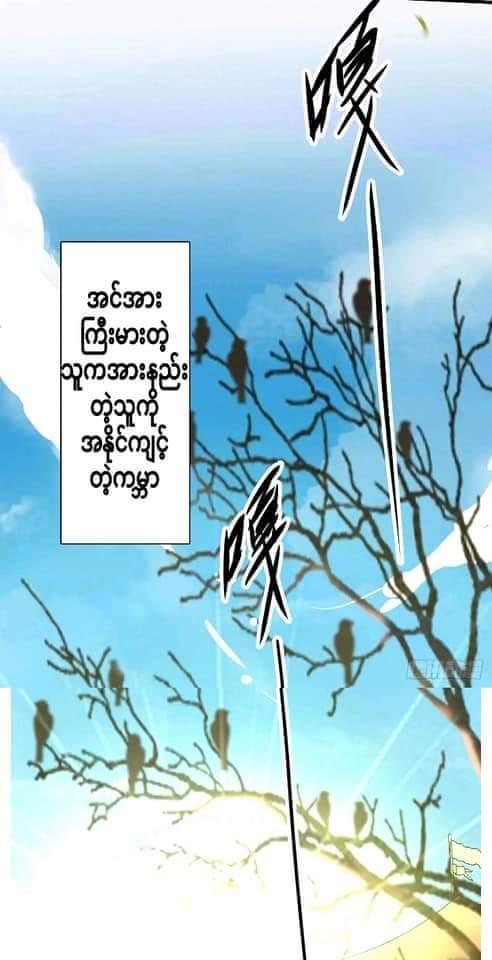 嘎
အင်အား
ကြီးမားတဲ့
သူကအားနည်း
တဲ့သူကို
အနိုင်ကျင့်
တဲ့ကမ္ဘာ
嘎